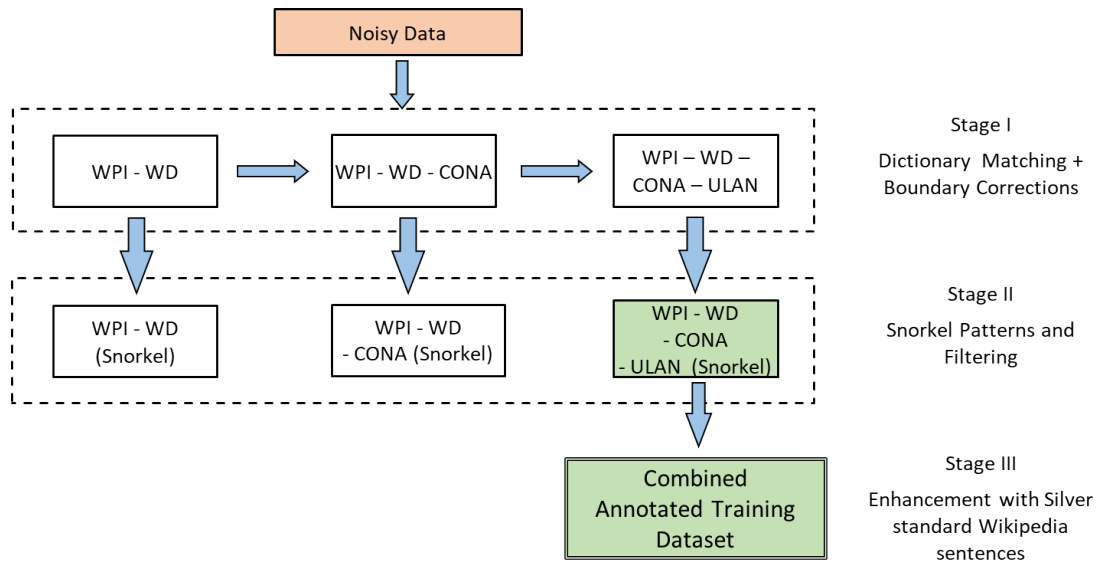 Noisy Data
WPI - WD
WPI - WD - CONA
WPI – WD –
CONA – ULAN
Stage I
Dictionary Matching +
Boundary Corrections
WPI - WD
(Snorkel)
WPI - WD
- CONA (Snorkel)
WPI - WD
- CONA
- ULAN (Snorkel)
Stage II
Snorkel Patterns and
Filtering
Combined
Annotated Training
Dataset
Stage III
Enhancement with Silver
standard Wikipedia
sentences